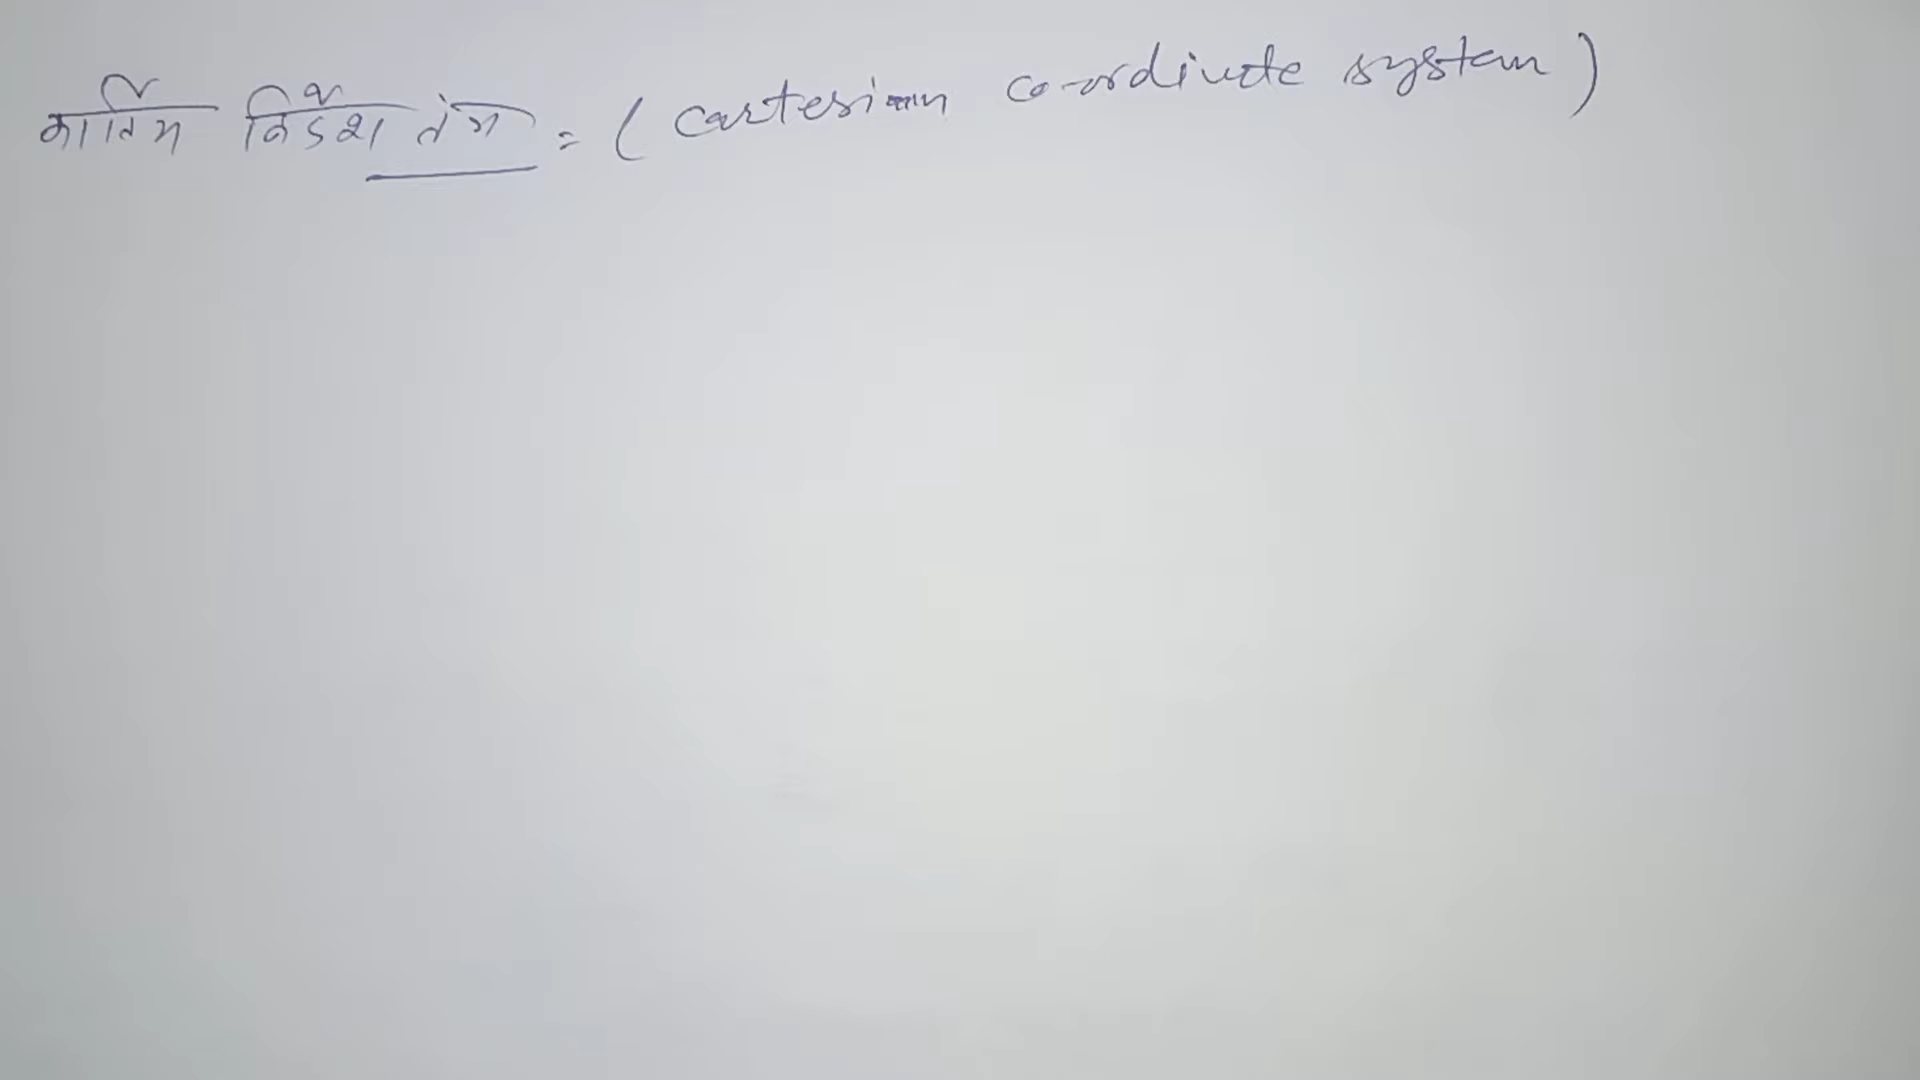 कार्तिय निर्देश तंत्र = ( cartesian co-ordinate system )